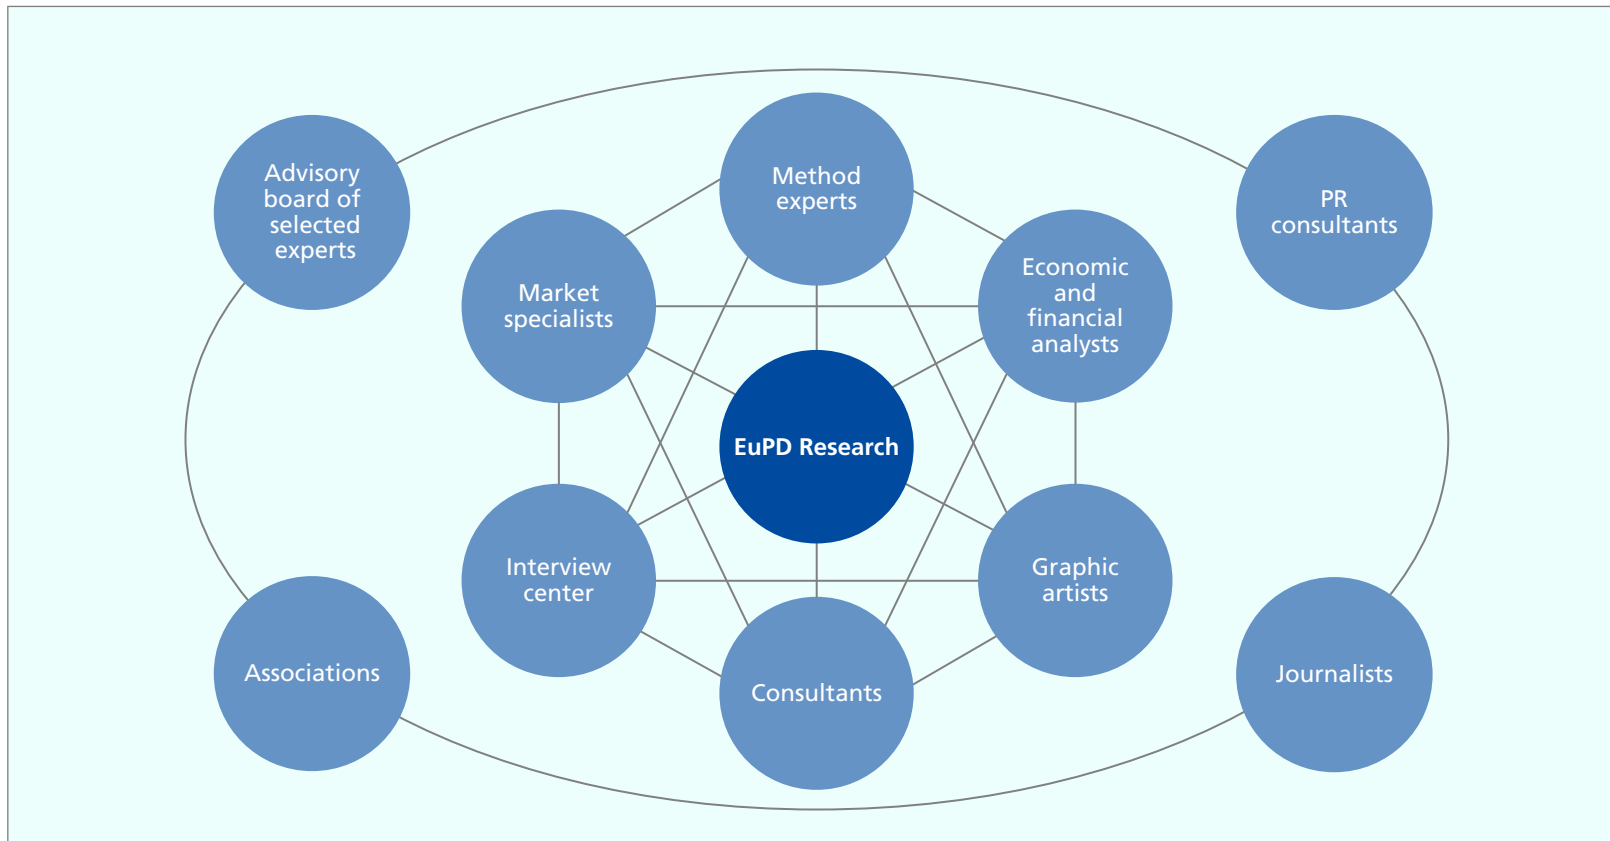 Advisory
board of
selected
experts
Method
experts
PR
consultants
Market
specialists
Economic
and
financial
analysts
EuPD Research
Interview
center
Graphic
artists
Associations
Consultants
Journalists